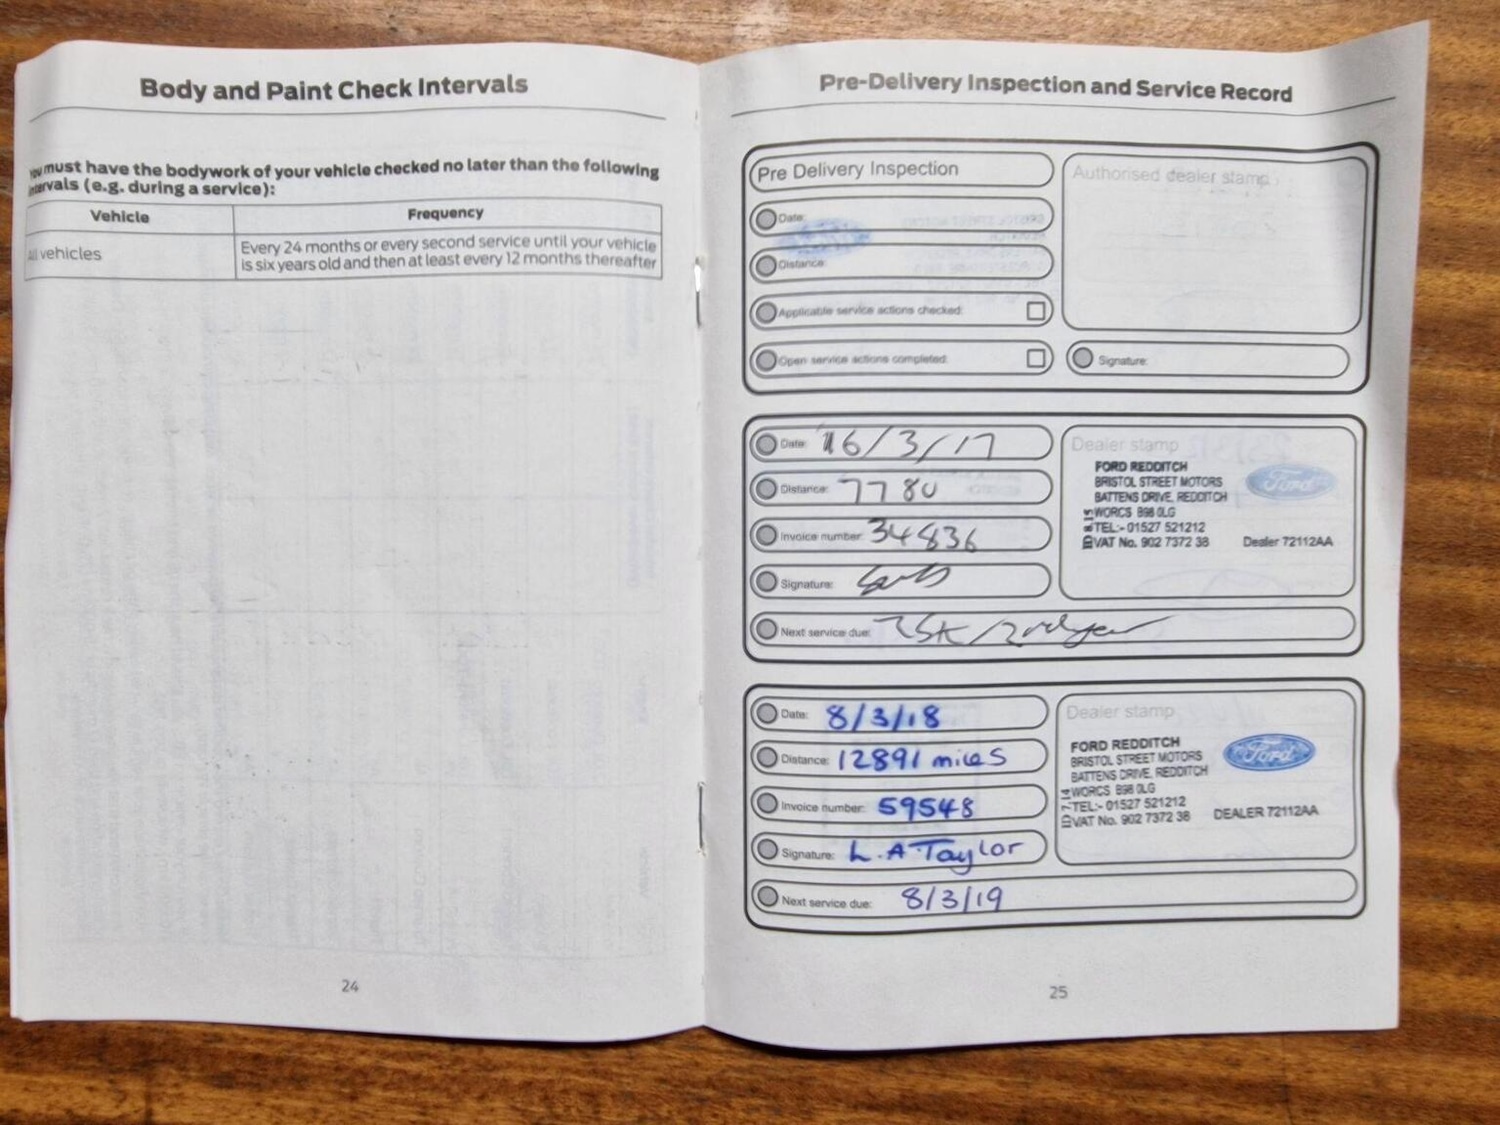 Body and Paint Check Intervals
You must have the bodywork of your vehicle checked no later than the following
intervals (e.g. during a service):
Vehicle Frequency
All vehicles Every 24 months or every second service until your vehicle
is six years old and then at least every 12 months thereafter
24
Pre-Delivery Inspection and Service Record
Pre Delivery Inspection
Authorised dealer stamp
Date:
Distance:
Applicable service actions checked:
Open service actions completed:
Signature:
Date: 16/3/17
Distance: 7780
Invoice number: 34836
Signature:
Next service due: 25k/2nd year
Dealer stamp
FORD REDDITCH
BRISTOL STREET MOTORS
BATTENS DRIVE, REDDITCH
WORCS B98 0LG
TEL:- 01527 521212
VAT No. 902 7372 38 Dealer 72112AA
Ford
Date: 8/3/18
Distance: 12891 miles
Invoice number: 59548
Signature: L.A Taylor
Next service due: 8/3/19
Dealer stamp
FORD REDDITCH
BRISTOL STREET MOTORS
BATTENS DRIVE, REDDITCH
WORCS B98 0LG
TEL:- 01527 521212
VAT No. 902 7372 38 DEALER 72112AA
Ford
25